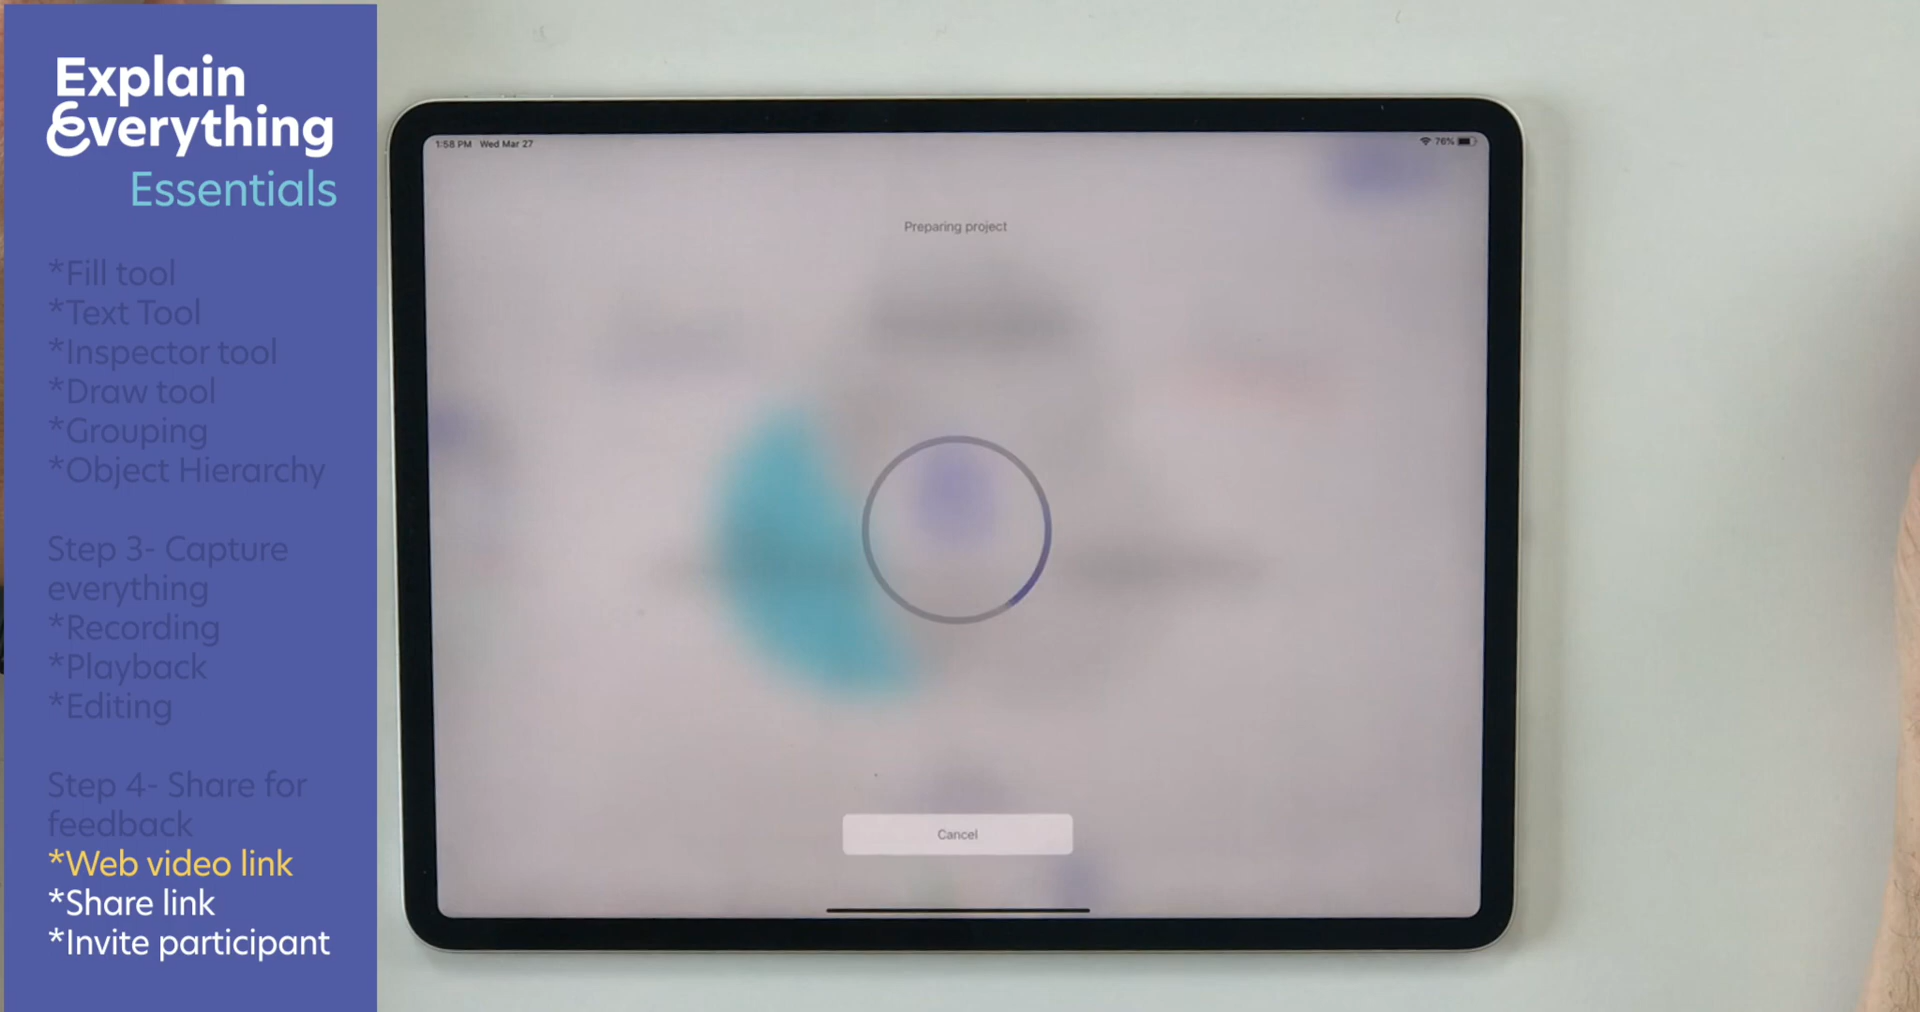 Explain
Everything
Essentials
*Fill tool
*Text Tool
*Inspector tool
*Draw tool
*Grouping
*Object Hierarchy
Step 3- Capture
everything
*Recording
*Playback
*Editing
Step 4- Share for
feedback
*Web video link
*Share link
*Invite participant
1:58 PM Wed Mar 27
76%
Preparing project
Cancel